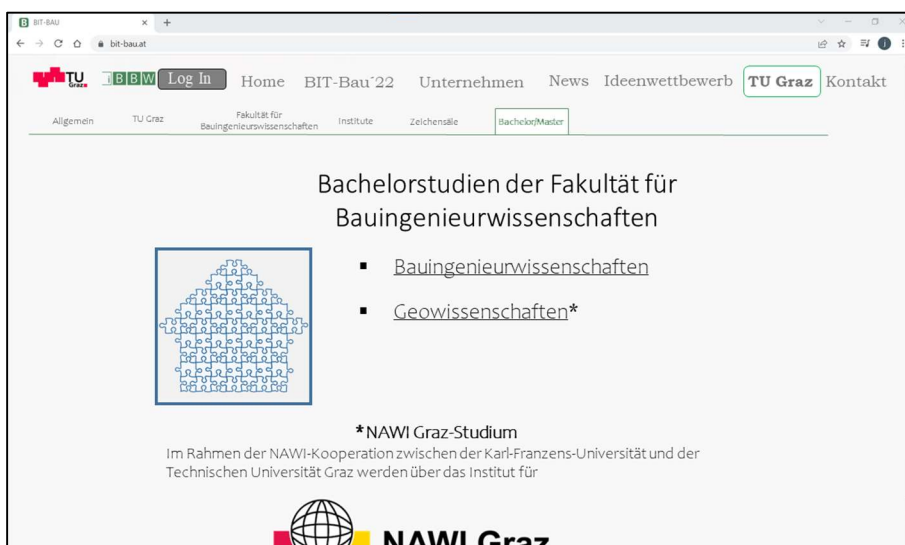 BIT-BAU
bit-bau.at
TU
Graz
BBW
Log In
Home
BIT-Bau`22
Unternehmen
News
Ideenwettbewerb
TU Graz
Kontakt
Allgemein
TU Graz
Fakultät für
Bauingenieurswissenschaften
Institute
Zeichensäle
Bachelor/Master
Bachelorstudien der Fakultät für
Bauingenieurwissenschaften
▪ Bauingenieurwissenschaften
▪ Geowissenschaften*
*NAWI Graz-Studium
Im Rahmen der NAWI-Kooperation zwischen der Karl-Franzens-Universität und der
Technischen Universität Graz werden über das Institut für
NAWI Graz